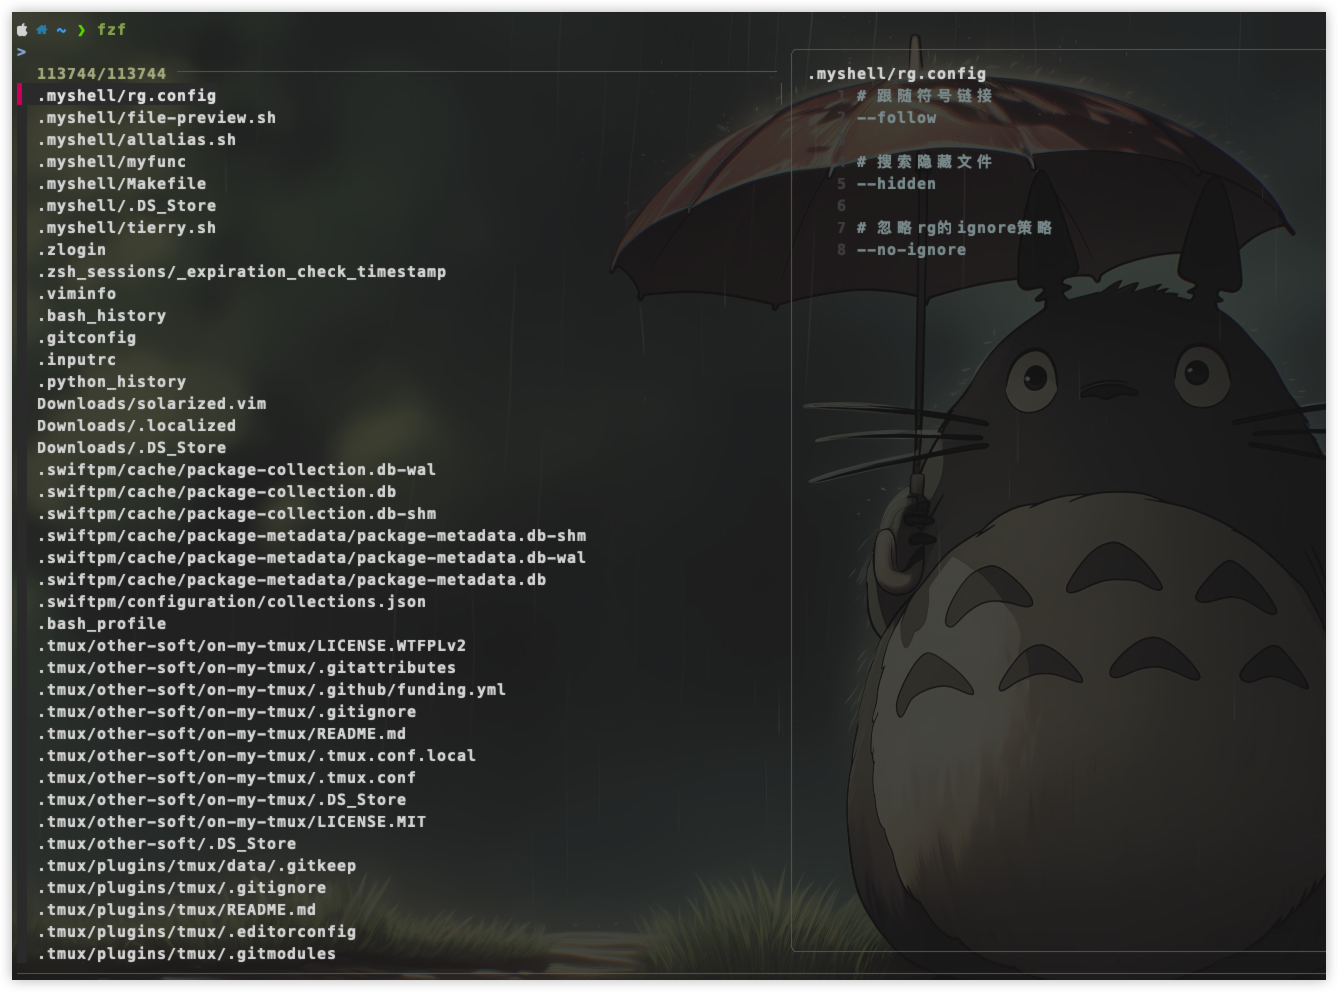 ~ ❯ fzf
>
113744/113744
.myshell/rg.config
.myshell/file-preview.sh
.myshell/allalias.sh
.myshell/myfunc
.myshell/Makefile
.myshell/.DS_Store
.myshell/tierry.sh
.zlogin
.zsh_sessions/_expiration_check_timestamp
.viminfo
.bash_history
.gitconfig
.inputrc
.python_history
Downloads/solarized.vim
Downloads/.localized
Downloads/.DS_Store
.swiftpm/cache/package-collection.db-wal
.swiftpm/cache/package-collection.db
.swiftpm/cache/package-collection.db-shm
.swiftpm/cache/package-metadata/package-metadata.db-shm
.swiftpm/cache/package-metadata/package-metadata.db-wal
.swiftpm/cache/package-metadata/package-metadata.db
.swiftpm/configuration/collections.json
.bash_profile
.tmux/other-soft/on-my-tmux/LICENSE.WTFPLv2
.tmux/other-soft/on-my-tmux/.gitattributes
.tmux/other-soft/on-my-tmux/.github/funding.yml
.tmux/other-soft/on-my-tmux/.gitignore
.tmux/other-soft/on-my-tmux/README.md
.tmux/other-soft/on-my-tmux/.tmux.conf.local
.tmux/other-soft/on-my-tmux/.tmux.conf
.tmux/other-soft/on-my-tmux/.DS_Store
.tmux/other-soft/on-my-tmux/LICENSE.MIT
.tmux/other-soft/.DS_Store
.tmux/plugins/tmux/data/.gitkeep
.tmux/plugins/tmux/.gitignore
.tmux/plugins/tmux/README.md
.tmux/plugins/tmux/.editorconfig
.tmux/plugins/tmux/.gitmodules
.myshell/rg.config
# 跟随符号链接
--follow
# 搜索隐藏文件
5 --hidden
6
7 # 忽略rg的ignore策略
8 --no-ignore